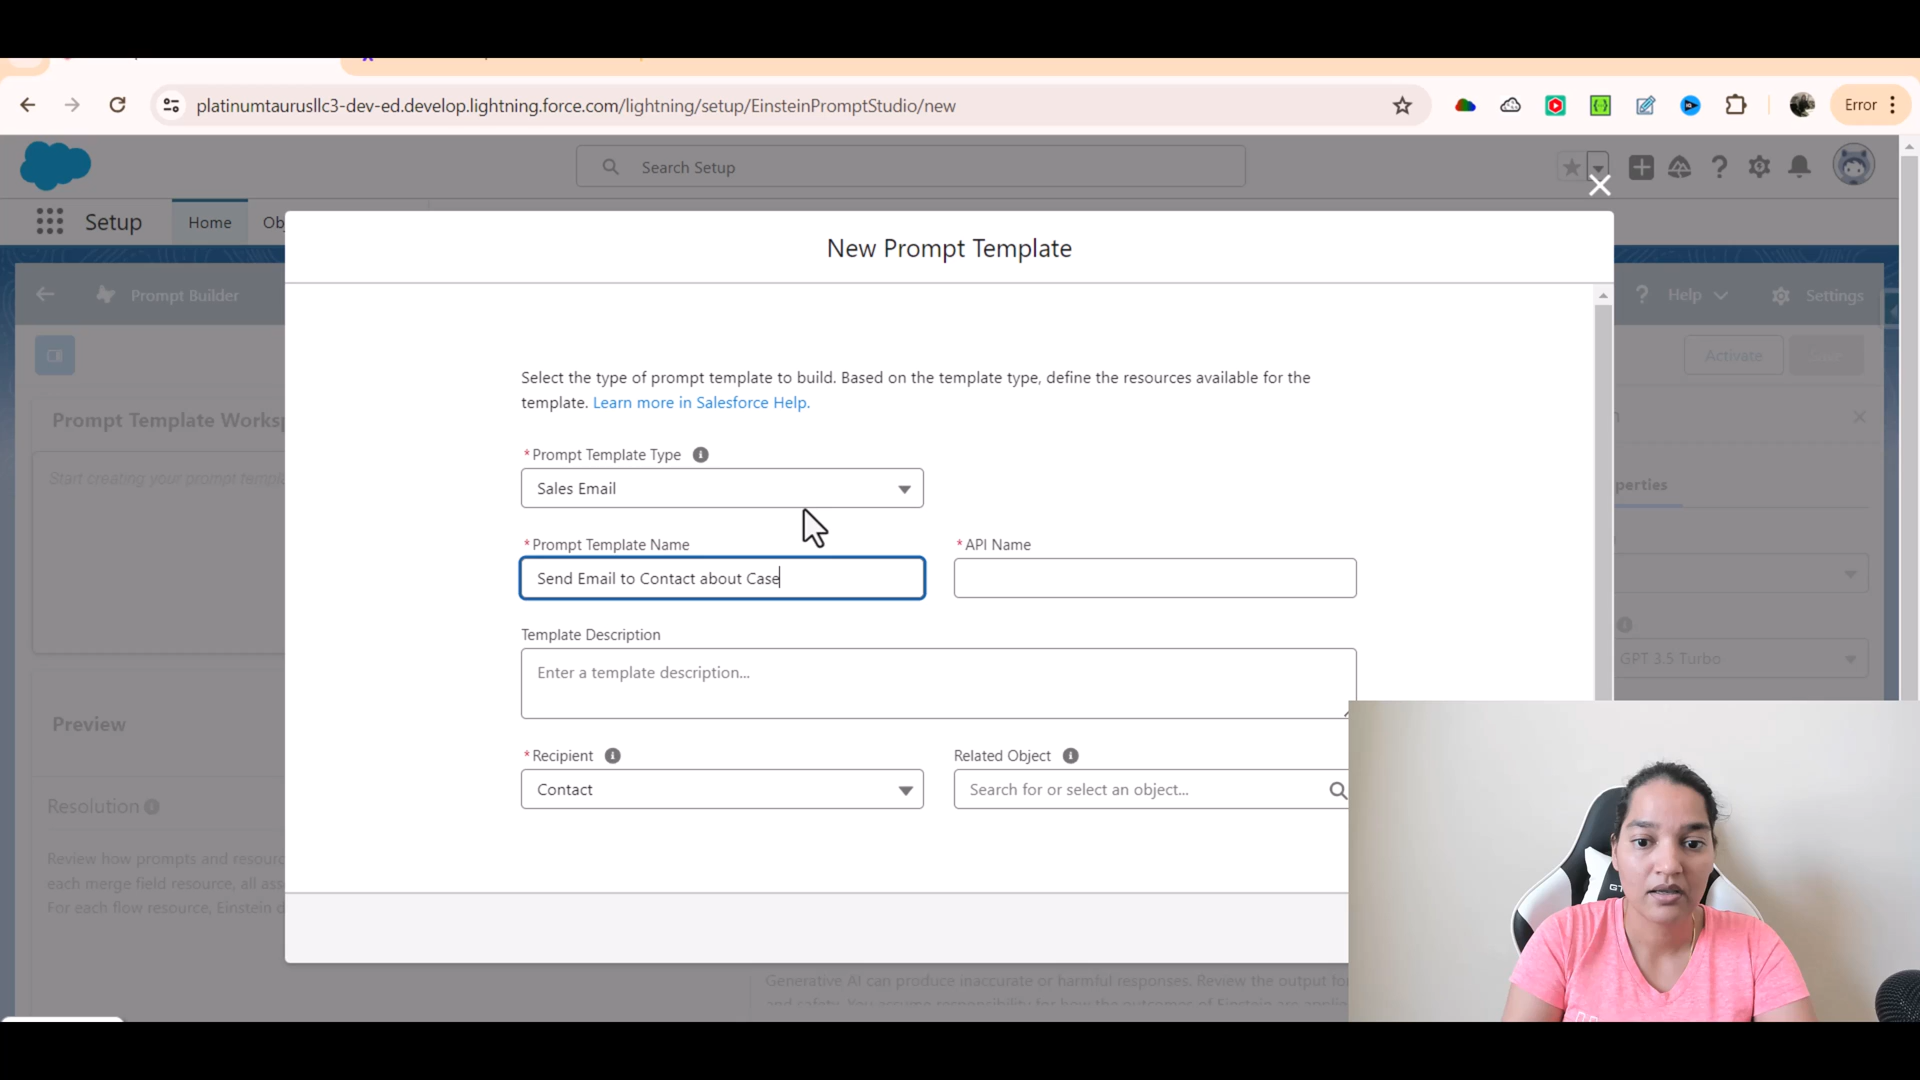 platinumtaurusllc3-dev-ed.develop.lightning.force.com/lightning/setup/EinsteinPromptStudio/new
Error
Search Setup
Setup
Home
Ob
New Prompt Template
Prompt Builder
Help
Settings
Activate
Select the type of prompt template to build. Based on the template type, define the resources available for the
template. Learn more in Salesforce Help.
Prompt Template Works
Start creating your prompt templ
*Prompt Template Type
Sales Email
perties
*Prompt Template Name
*API Name
Send Email to Contact about Case
Template Description
Enter a template description...
GPT 3.5 Turbo
Preview
*Recipient
Related Object
Contact
Search for or select an object...
Resolution
Review how prompts and resourc
each merge field resource, all ass
For each flow resource, Einstein c
Generative AI can produce inaccurate or harmful responses. Review the output for
GT